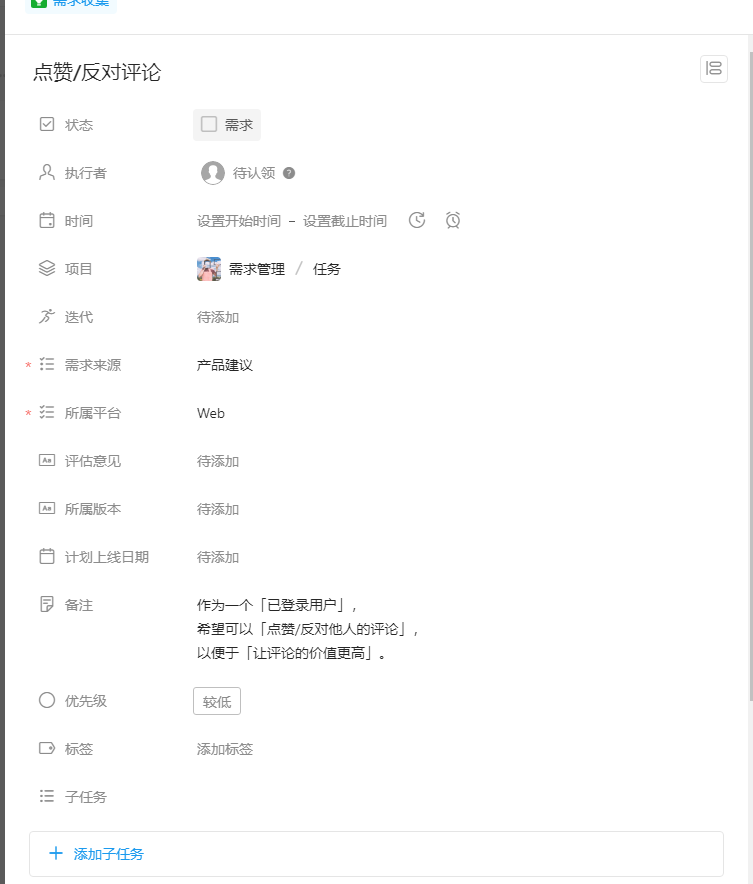 需求收集
点赞/反对评论
状态 需求
执行者 待认领 ?
时间 设置开始时间 – 设置截止时间
项目 需求管理 / 任务
迭代 待添加
* 需求来源 产品建议
* 所属平台 Web
评估意见 待添加
所属版本 待添加
计划上线日期 待添加
备注 作为一个「已登录用户」,
希望可以「点赞/反对他人的评论」,
以便于「让评论的价值更高」。
优先级 较低
标签 添加标签
子任务
+ 添加子任务